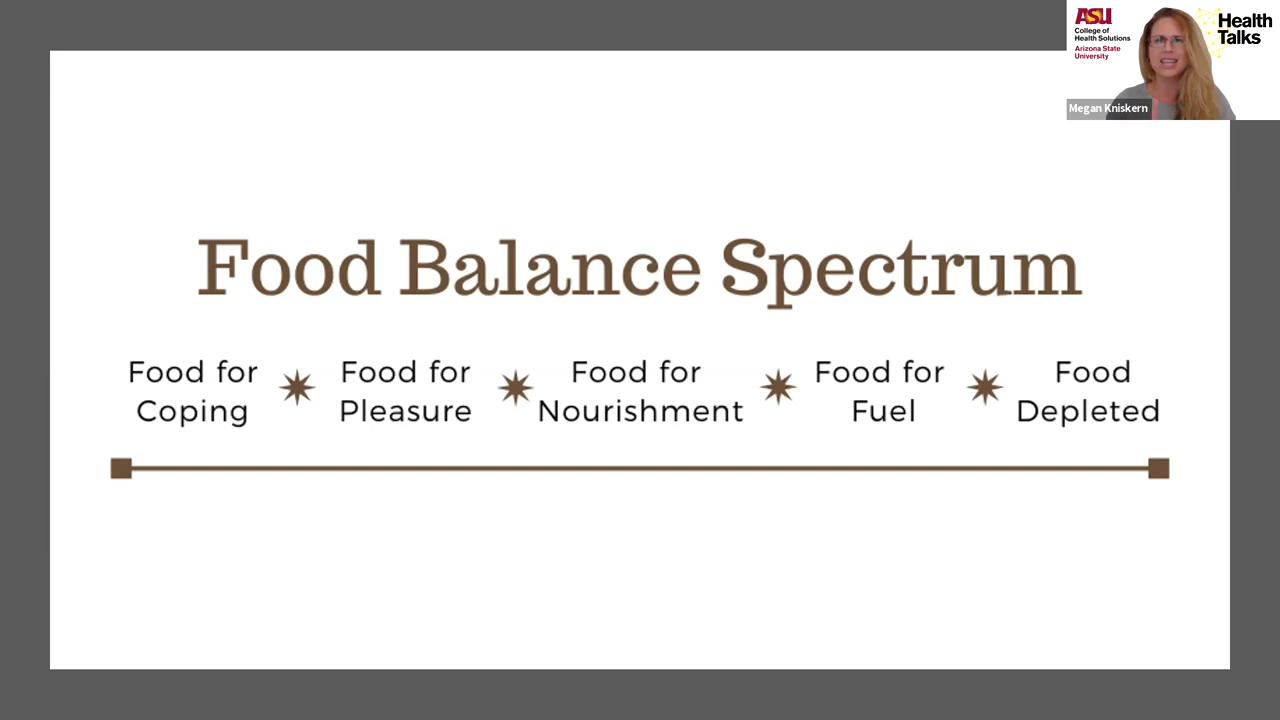 ASU
College of
Health Solutions
Arizona State
University
Health
Talks
Megan Kniskern
Food Balance Spectrum
Food for
Coping
Food for
Pleasure
Food for
Nourishment
Food for
Fuel
Food
Depleted